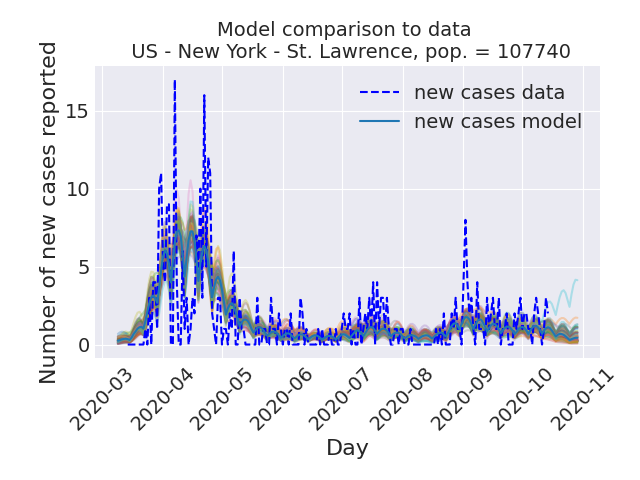 Model comparison to data
US - New York - St. Lawrence, pop. = 107740
Number of new cases reported
15
10
5
0
new cases data
new cases model
2020-03
2020-04
2020-05
2020-06
2020-07
2020-08
2020-09
2020-10
2020-11
Day